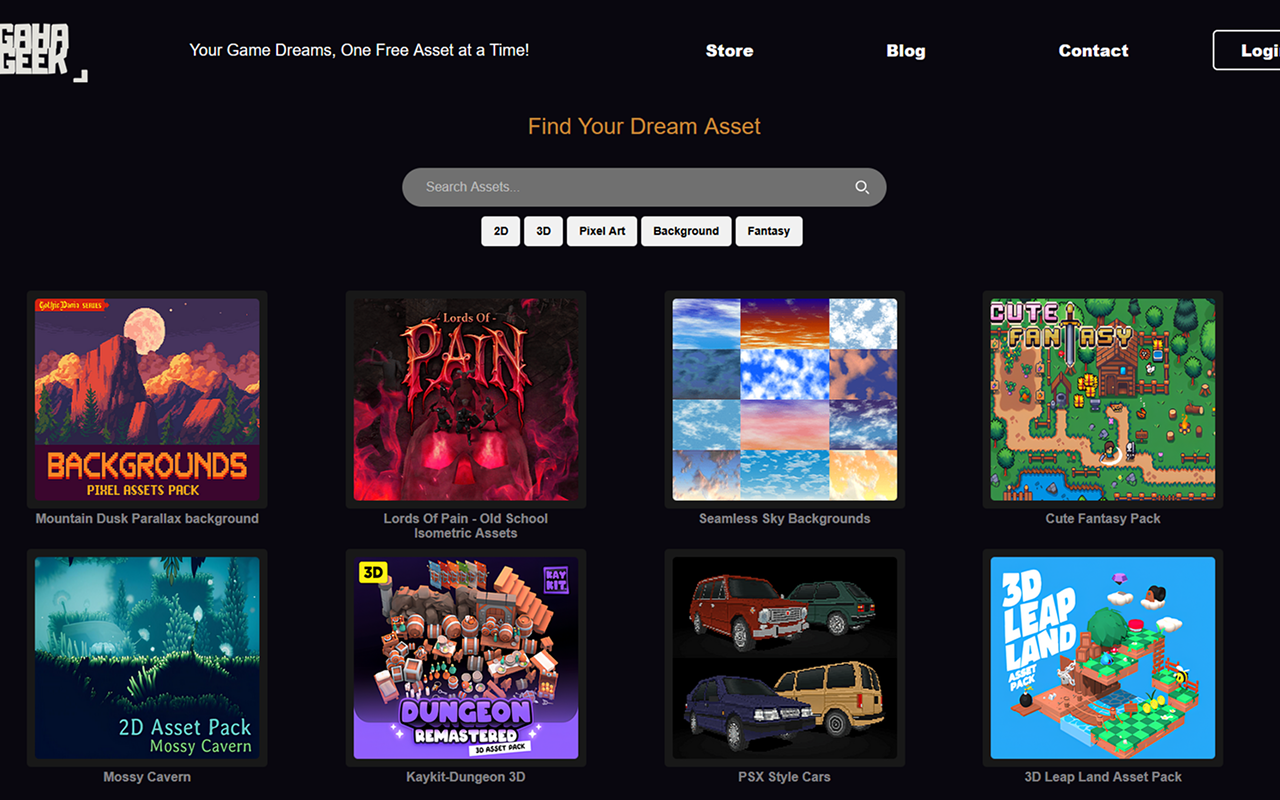 GAHA
GEEK
Your Game Dreams, One Free Asset at a Time!
Store
Blog
Contact
Logi
Find Your Dream Asset
Search Assets...
2D
3D
Pixel Art
Background
Fantasy
Gothic Vania SERIES
BACKGROUNDS
PIXEL ASSETS PACK
Mountain Dusk Parallax background
- Lords Of -
PAIN
Lords Of Pain - Old School
Isometric Assets
Seamless Sky Backgrounds
CUTE
FANTASY
Cute Fantasy Pack
2D Asset Pack
Mossy Cavern
Mossy Cavern
3D
KAY
KIT
DUNGEON
REMASTERED
3D ASSET PACK
Kaykit-Dungeon 3D
PSX Style Cars
3D
LEAP
LAND
ASSET
PACK
3D Leap Land Asset Pack